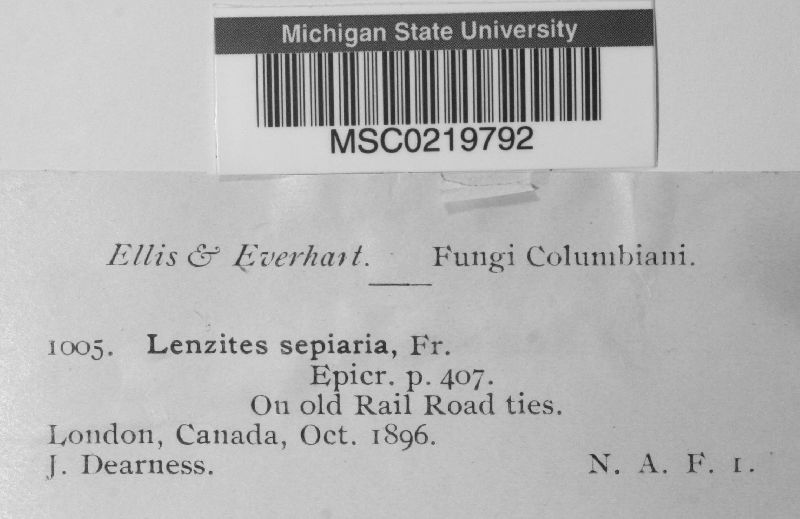 Michigan State University
MSC0219792
Ellis & Everhart. Fungi Columbiani.
1005. Lenzites sepiaria, Fr.
Epicr. p. 407.
On old Rail Road ties.
London, Canada, Oct. 1896.
J. Dearness. N. A. F. 1.